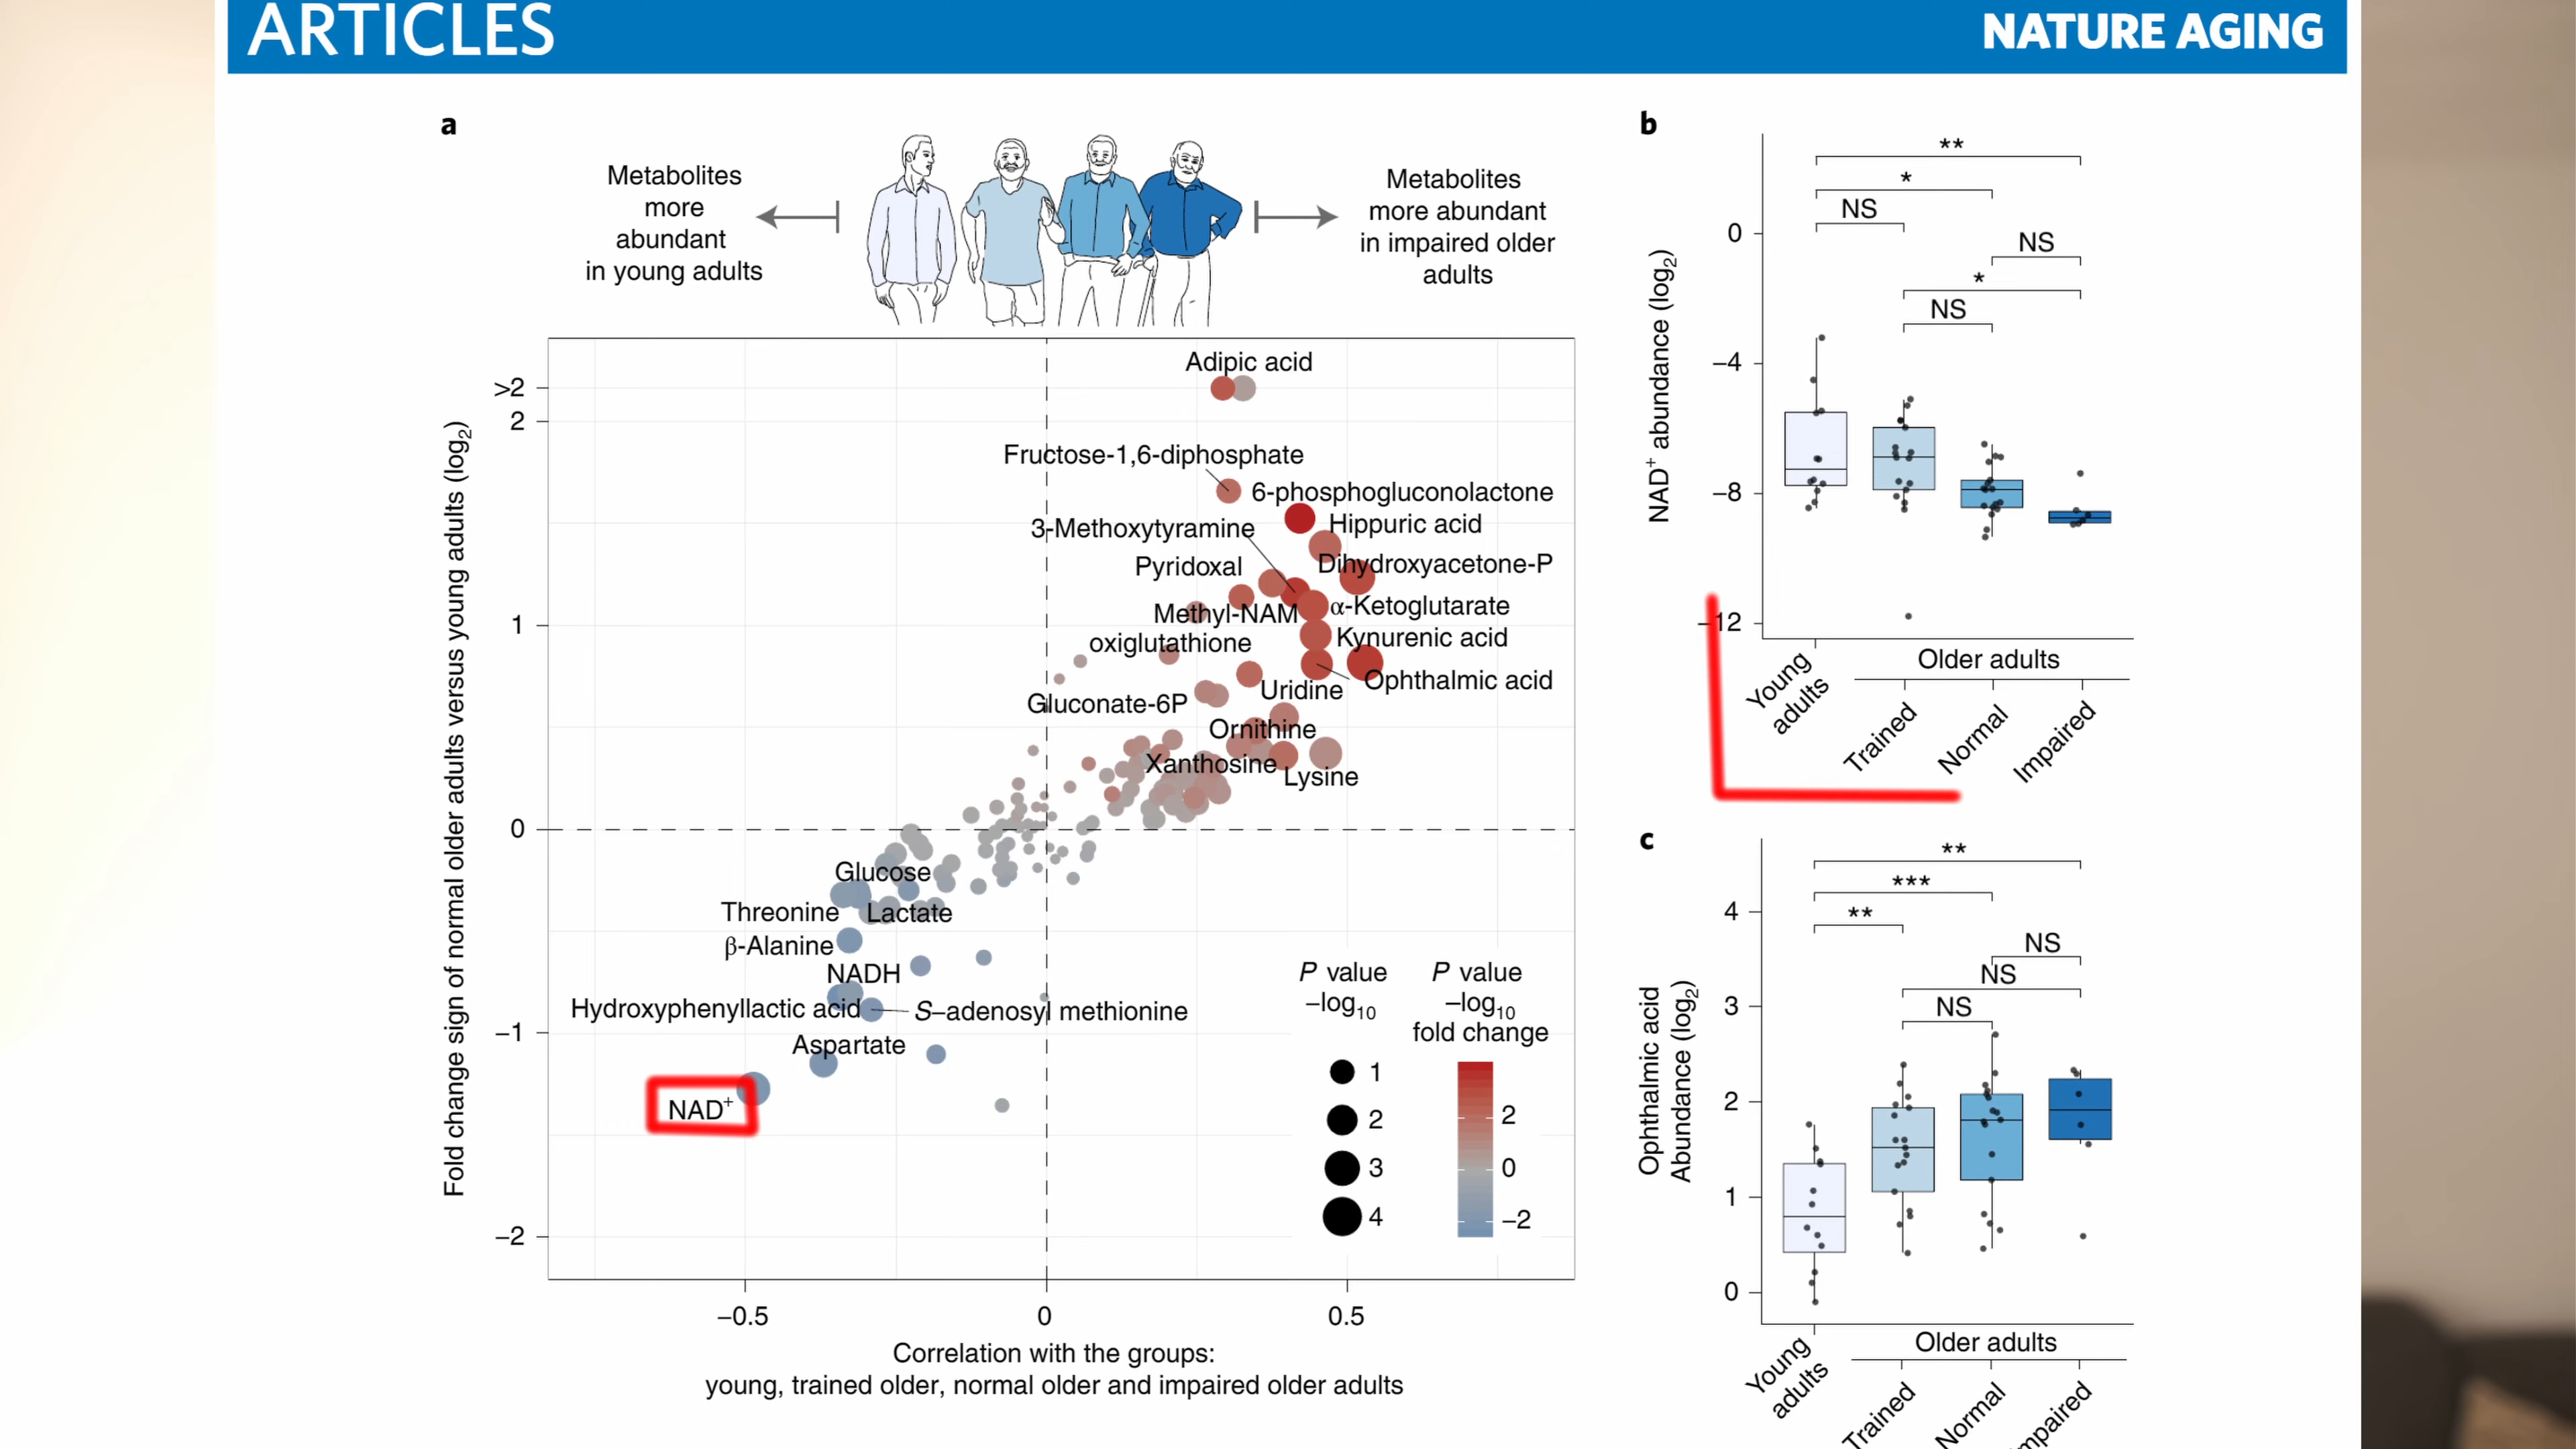 ARTICLES
NATURE AGING
a
Metabolites
more
abundant
in young adults
Metabolites
more abundant
in impaired older
adults
Fold change sign of normal older adults versus young adults (log2)
>2
2
1
0
−1
−2
Adipic acid
Fructose-1,6-diphosphate
6-phosphogluconolactone
3-Methoxytyramine
Hippuric acid
Pyridoxal
Dihydroxyacetone-P
Methyl-NAM
α-Ketoglutarate
oxiglutathione
Kynurenic acid
Ophthalmic acid
Uridine
Gluconate-6P
Ornithine
Xanthosine
Lysine
Glucose
Threonine
Lactate
β-Alanine
NADH
Hydroxyphenyllactic acid
S–adenosyl methionine
Aspartate
NAD+
P value
–log10
1
2
3
4
P value
–log10
fold change
2
0
−2
−0.5
0
0.5
Correlation with the groups:
young, trained older, normal older and impaired older adults
b
NAD+ abundance (log2)
0
−4
−8
−12
**
*
NS
NS
*
NS
Young
adults
Older adults
Trained
Normal
Impaired
c
Ophthalmic acid
Abundance (log2)
4
3
2
1
0
**
***
**
NS
NS
NS
Young
adults
Older adults
Trained
Normal
mpaired